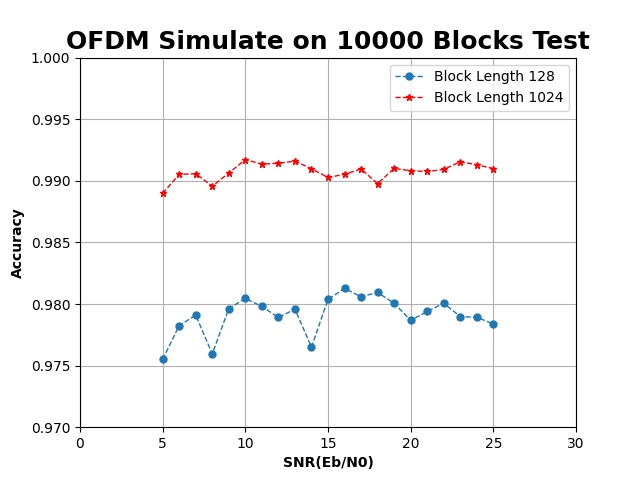 OFDM Simulate on 10000 Blocks Test
1.000
0.995
0.990
0.985
0.980
0.975
0.970
Accuracy
Block Length 128
Block Length 1024
0 5 10 15 20 25 30
SNR(Eb/N0)